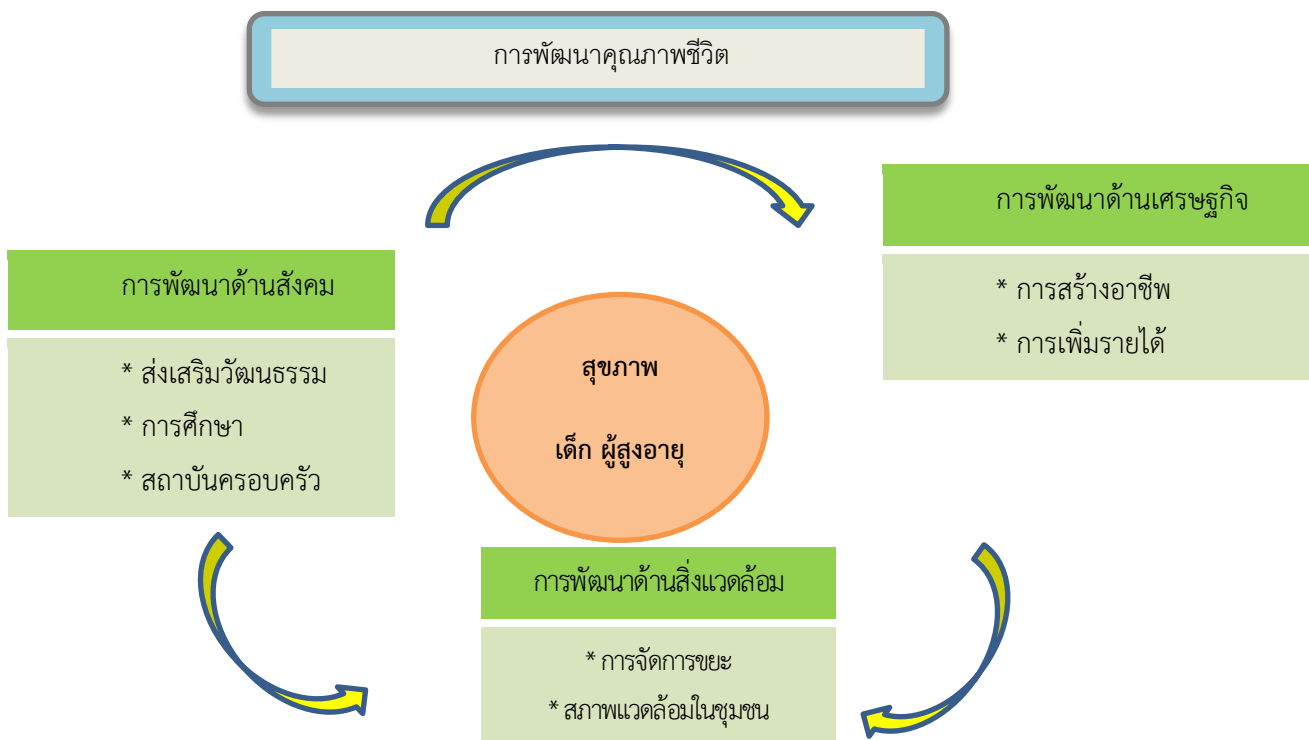 การพัฒนาคุณภาพชีวิต
การพัฒนาด้านเศรษฐกิจ
* การสร้างอาชีพ
* การเพิ่มรายได้
การพัฒนาด้านสังคม
* ส่งเสริมวัฒนธรรม
* การศึกษา
* สถาบันครอบครัว
สุขภาพ
เด็ก ผู้สูงอายุ
การพัฒนาด้านสิ่งแวดล้อม
* การจัดการขยะ
* สภาพแวดล้อมในชุมชน